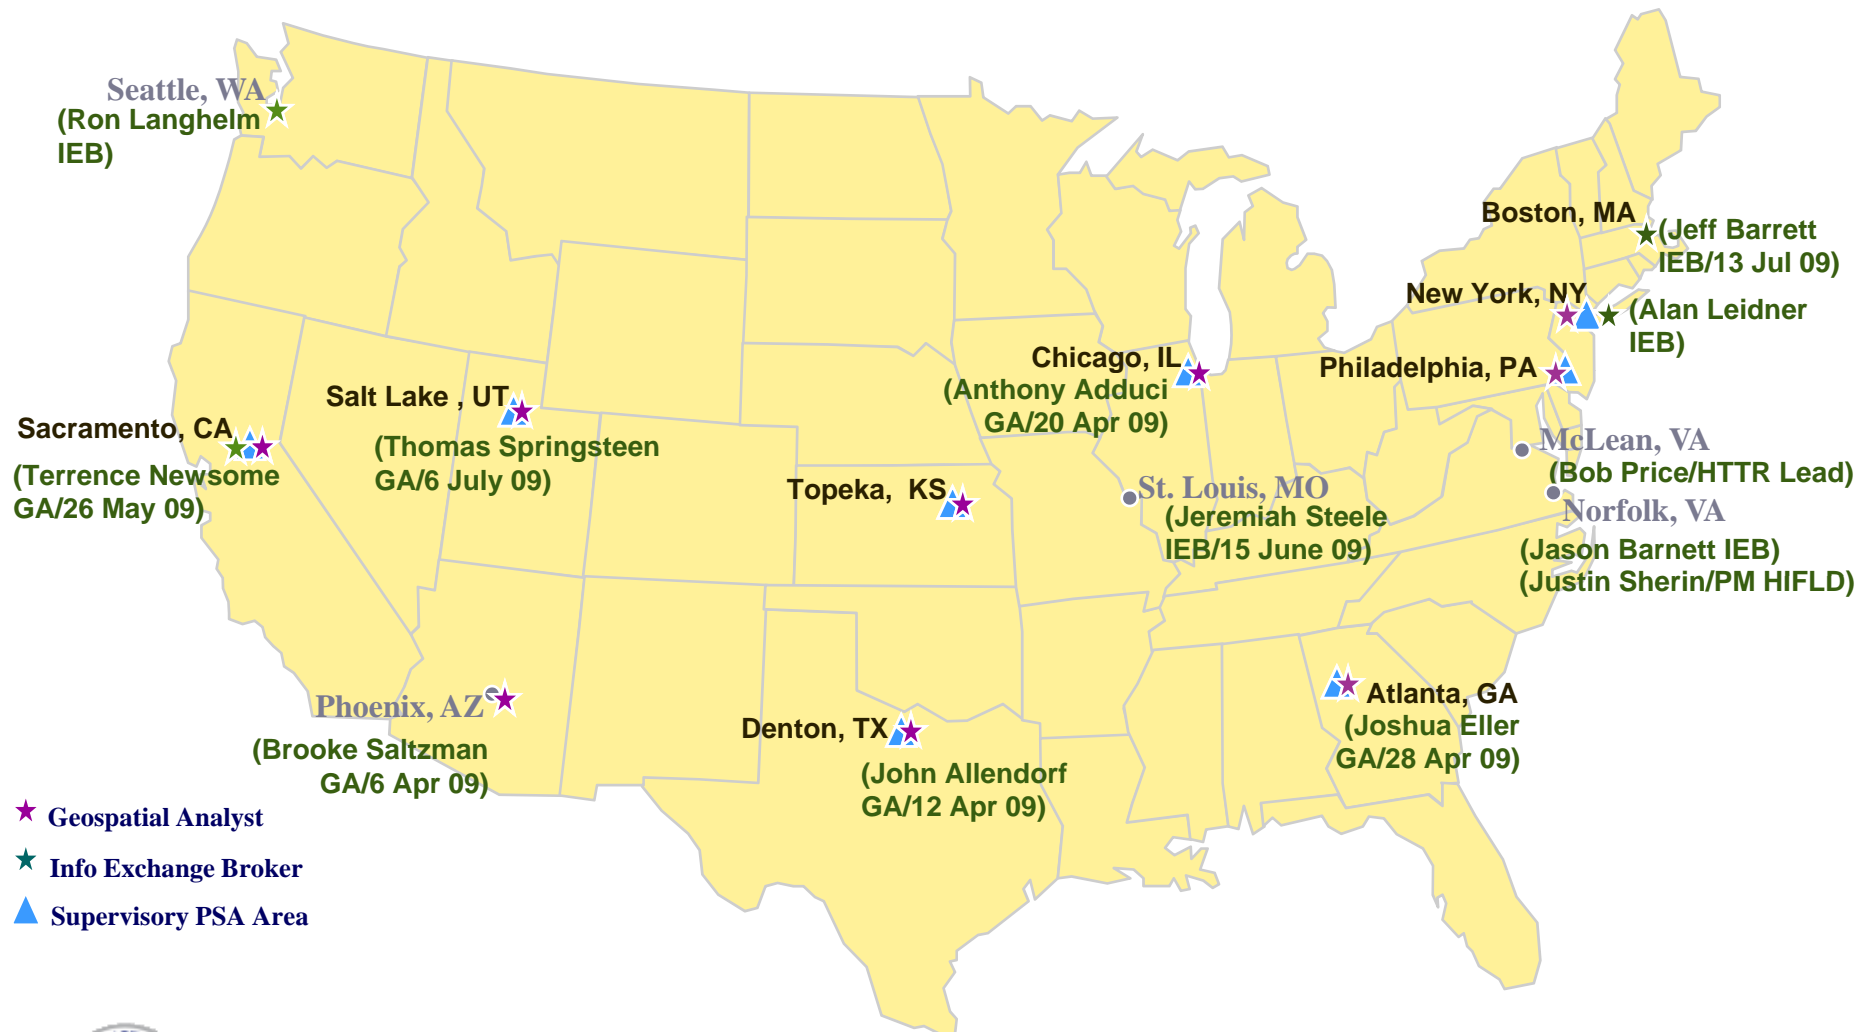 Seattle, WA
(Ron Langhelm
IEB)
Boston, MA
(Jeff Barrett
IEB/13 Jul 09)
New York, NY
(Alan Leidner
IEB)
Chicago, IL
(Anthony Adduci
GA/20 Apr 09)
Philadelphia, PA
Salt Lake , UT
(Thomas Springsteen
GA/6 July 09)
Sacramento, CA
(Terrence Newsome
GA/26 May 09)
McLean, VA
(Bob Price/HTTR Lead)
Topeka, KS
St. Louis, MO
(Jeremiah Steele
IEB/15 June 09)
Norfolk, VA
(Jason Barnett IEB)
(Justin Sherin/PM HIFLD)
Phoenix, AZ
(Brooke Saltzman
GA/6 Apr 09)
Denton, TX
(John Allendorf
GA/12 Apr 09)
Atlanta, GA
(Joshua Eller
GA/28 Apr 09)
Geospatial Analyst
Info Exchange Broker
Supervisory PSA Area